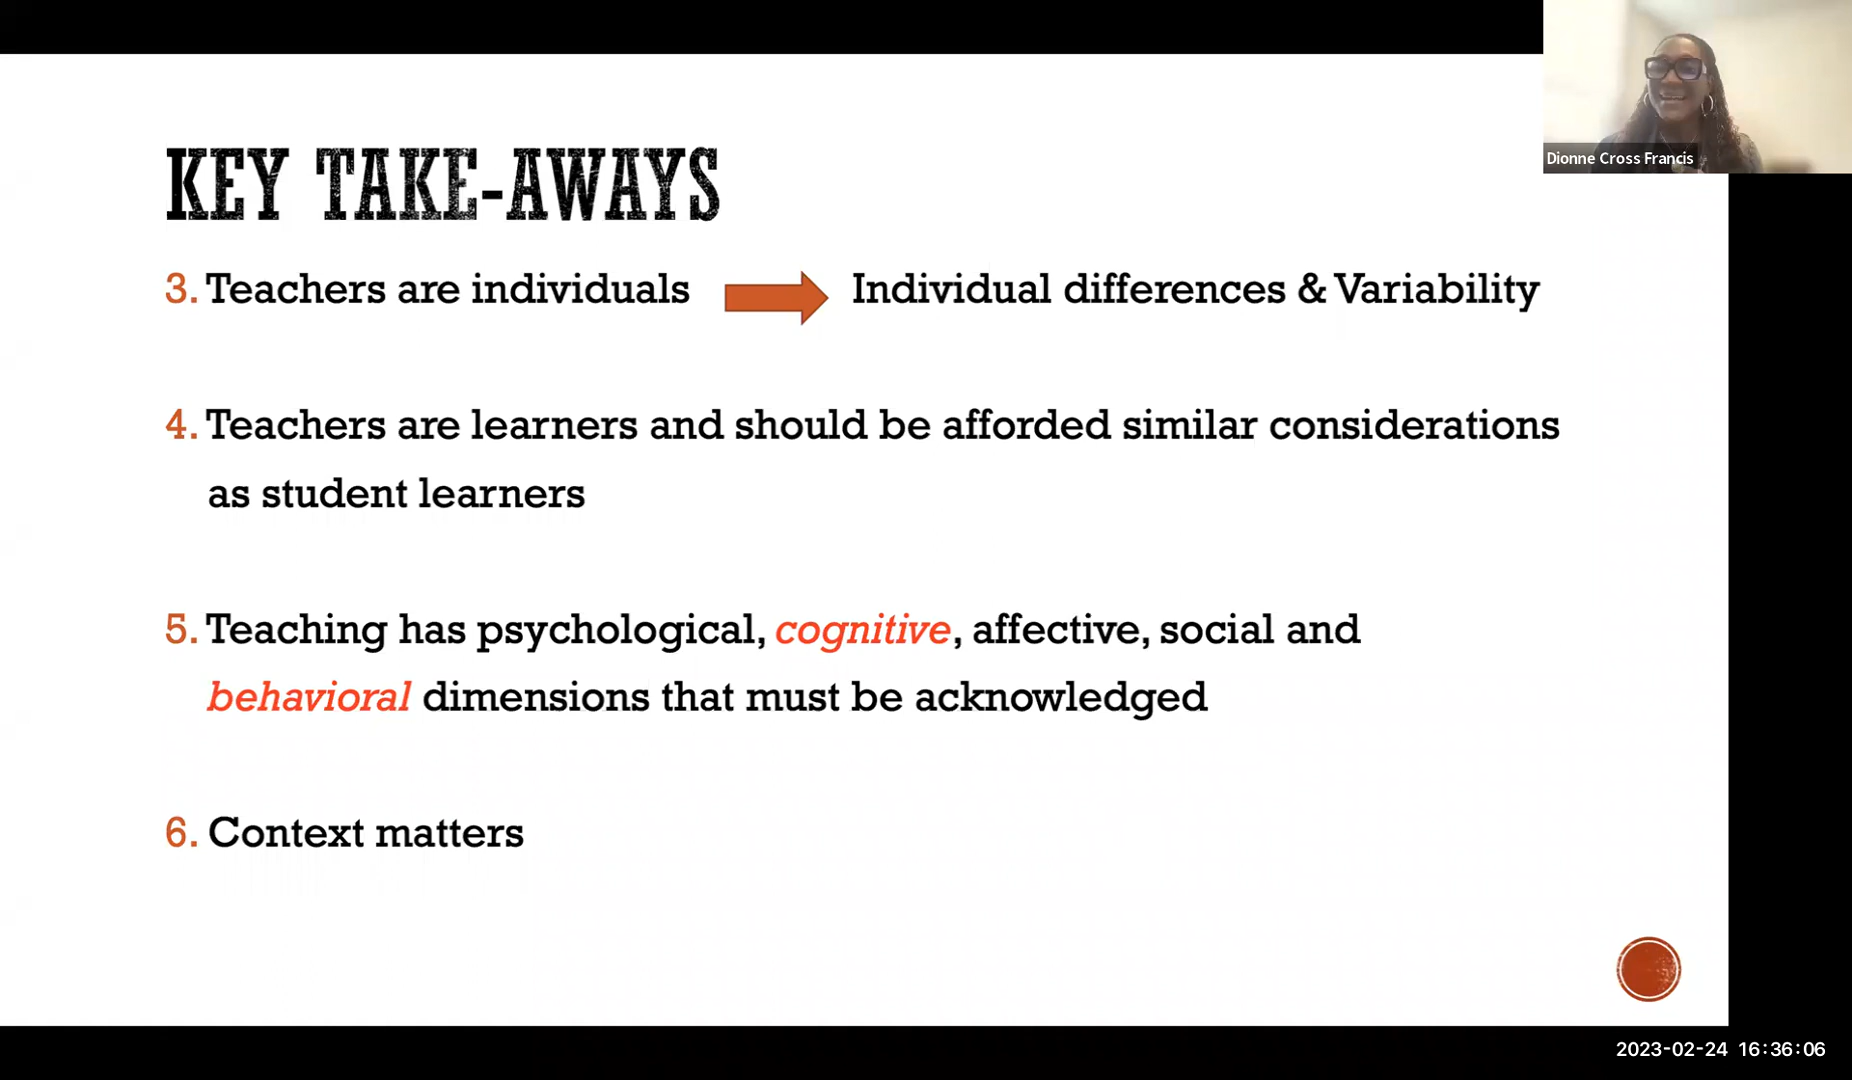 Dionne Cross Francis
KEY TAKE-AWAYS
3. Teachers are individuals Individual differences & Variability
4. Teachers are learners and should be afforded similar considerations
as student learners
5. Teaching has psychological, cognitive, affective, social and
behavioral dimensions that must be acknowledged
6. Context matters
2023-02-24 16:36:06